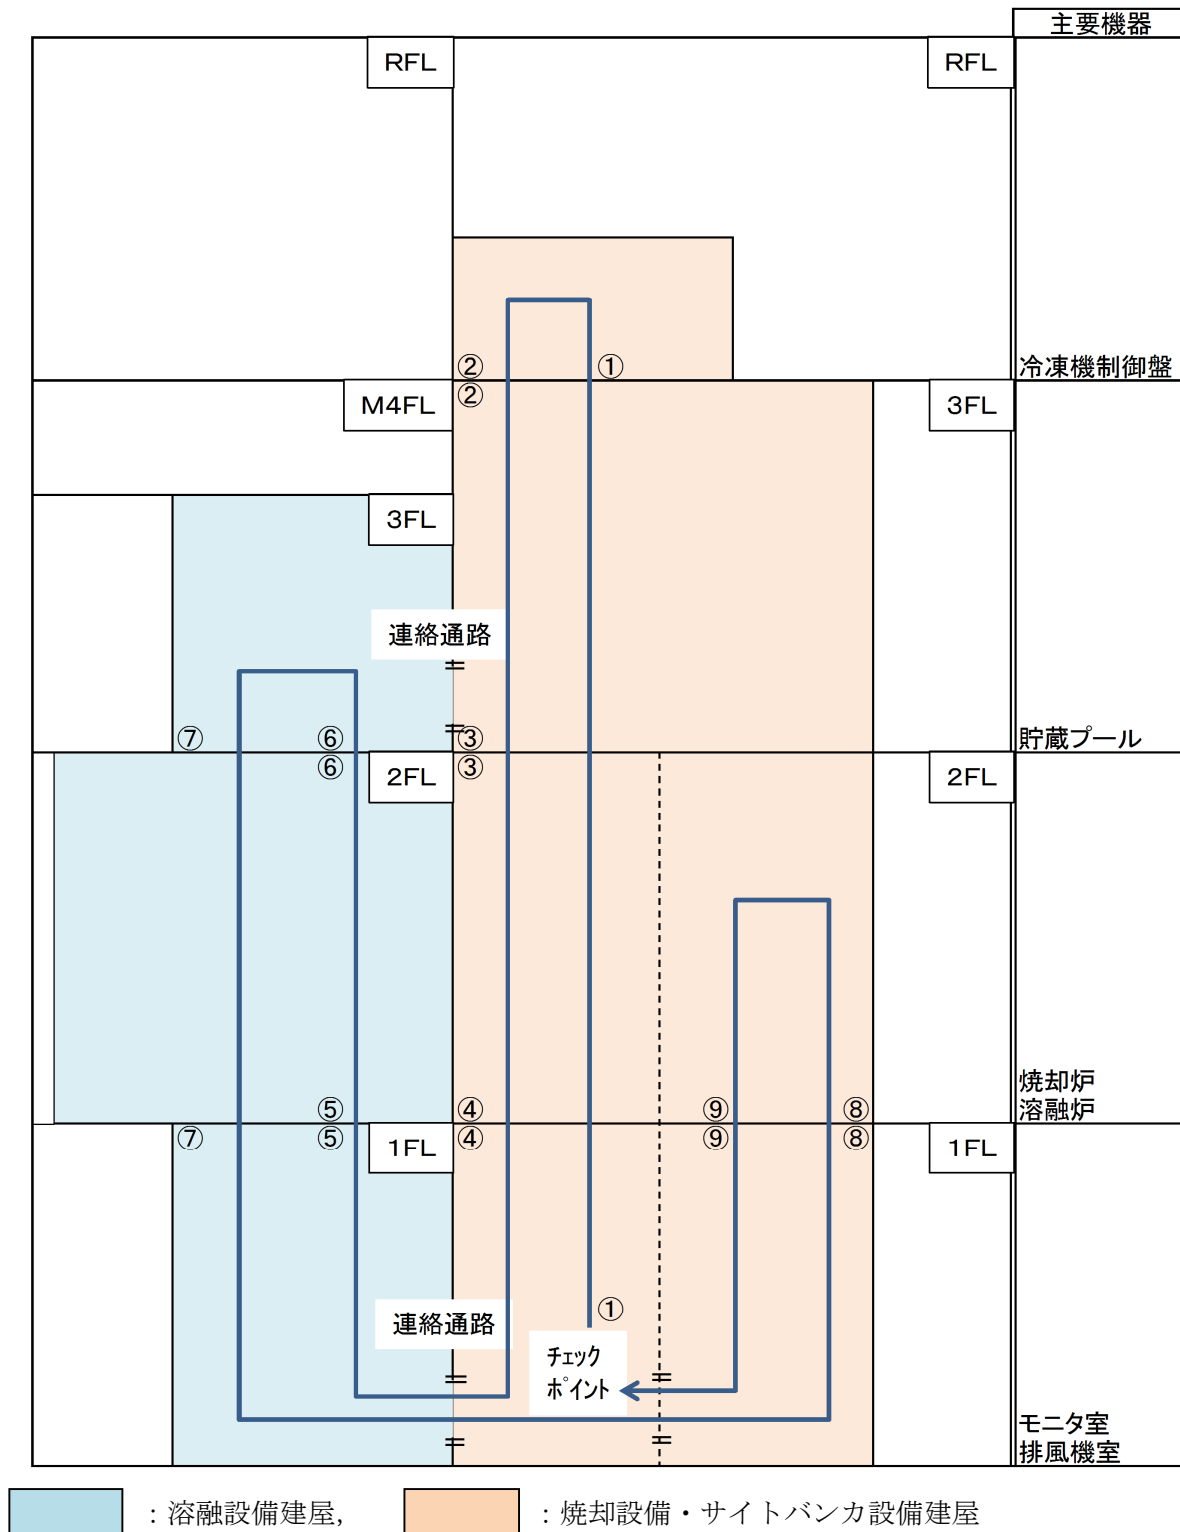 主要機器
RFL
RFL
② ①
冷凍機制御盤
②
M4FL
3FL
3FL
連絡通路
⑦ ⑥ ③
貯蔵プール
⑥ ③
2FL
2FL
焼却炉
⑤ ④ ⑨ ⑧
溶融炉
⑦ ⑤ ④ ⑨ ⑧
1FL
1FL
①
連絡通路
チェック
ポイント
モニタ室
排風機室
：溶融設備建屋，
：焼却設備・サイトバンカ設備建屋